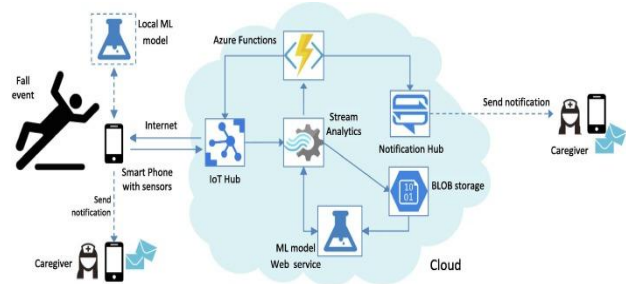 Local ML
model
Fall
event
Azure Functions
Internet
Stream
Analytics
Send notification
Notification Hub
Caregiver
Smart Phone
with sensors
IoT Hub
BLOB storage
10
01
Send
notification
ML model
Web service
Caregiver
Cloud